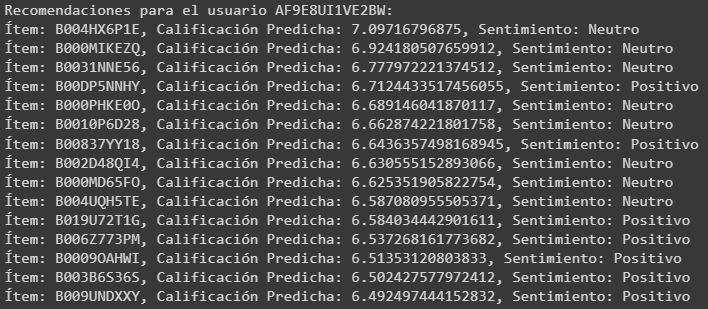 Recomendaciones para el usuario AF9E8UI1VE2BW:
Ítem: B004HX6P1E, Calificación Predicha: 7.09716796875, Sentimiento: Neutro
Ítem: B000MIKEZQ, Calificación Predicha: 6.924180507659912, Sentimiento: Neutro
Ítem: B0031NNE56, Calificación Predicha: 6.777972221374512, Sentimiento: Neutro
Ítem: B00DP5NNHY, Calificación Predicha: 6.7124433517456055, Sentimiento: Positivo
Ítem: B000PHKE0O, Calificación Predicha: 6.689146041870117, Sentimiento: Neutro
Ítem: B0010P6D28, Calificación Predicha: 6.662874221801758, Sentimiento: Neutro
Ítem: B00837YY18, Calificación Predicha: 6.6436357498168945, Sentimiento: Positivo
Ítem: B002D48QI4, Calificación Predicha: 6.630555152893066, Sentimiento: Neutro
Ítem: B000MD65FO, Calificación Predicha: 6.625351905822754, Sentimiento: Neutro
Ítem: B004UQH5TE, Calificación Predicha: 6.587080955505371, Sentimiento: Neutro
Ítem: B019U72T1G, Calificación Predicha: 6.584034442901611, Sentimiento: Positivo
Ítem: B006Z773PM, Calificación Predicha: 6.537268161773682, Sentimiento: Positivo
Ítem: B0009OAHWI, Calificación Predicha: 6.51353120803833, Sentimiento: Positivo
Ítem: B003B6S36S, Calificación Predicha: 6.502427577972412, Sentimiento: Positivo
Ítem: B009UNDXXY, Calificación Predicha: 6.492497444152832, Sentimiento: Positivo